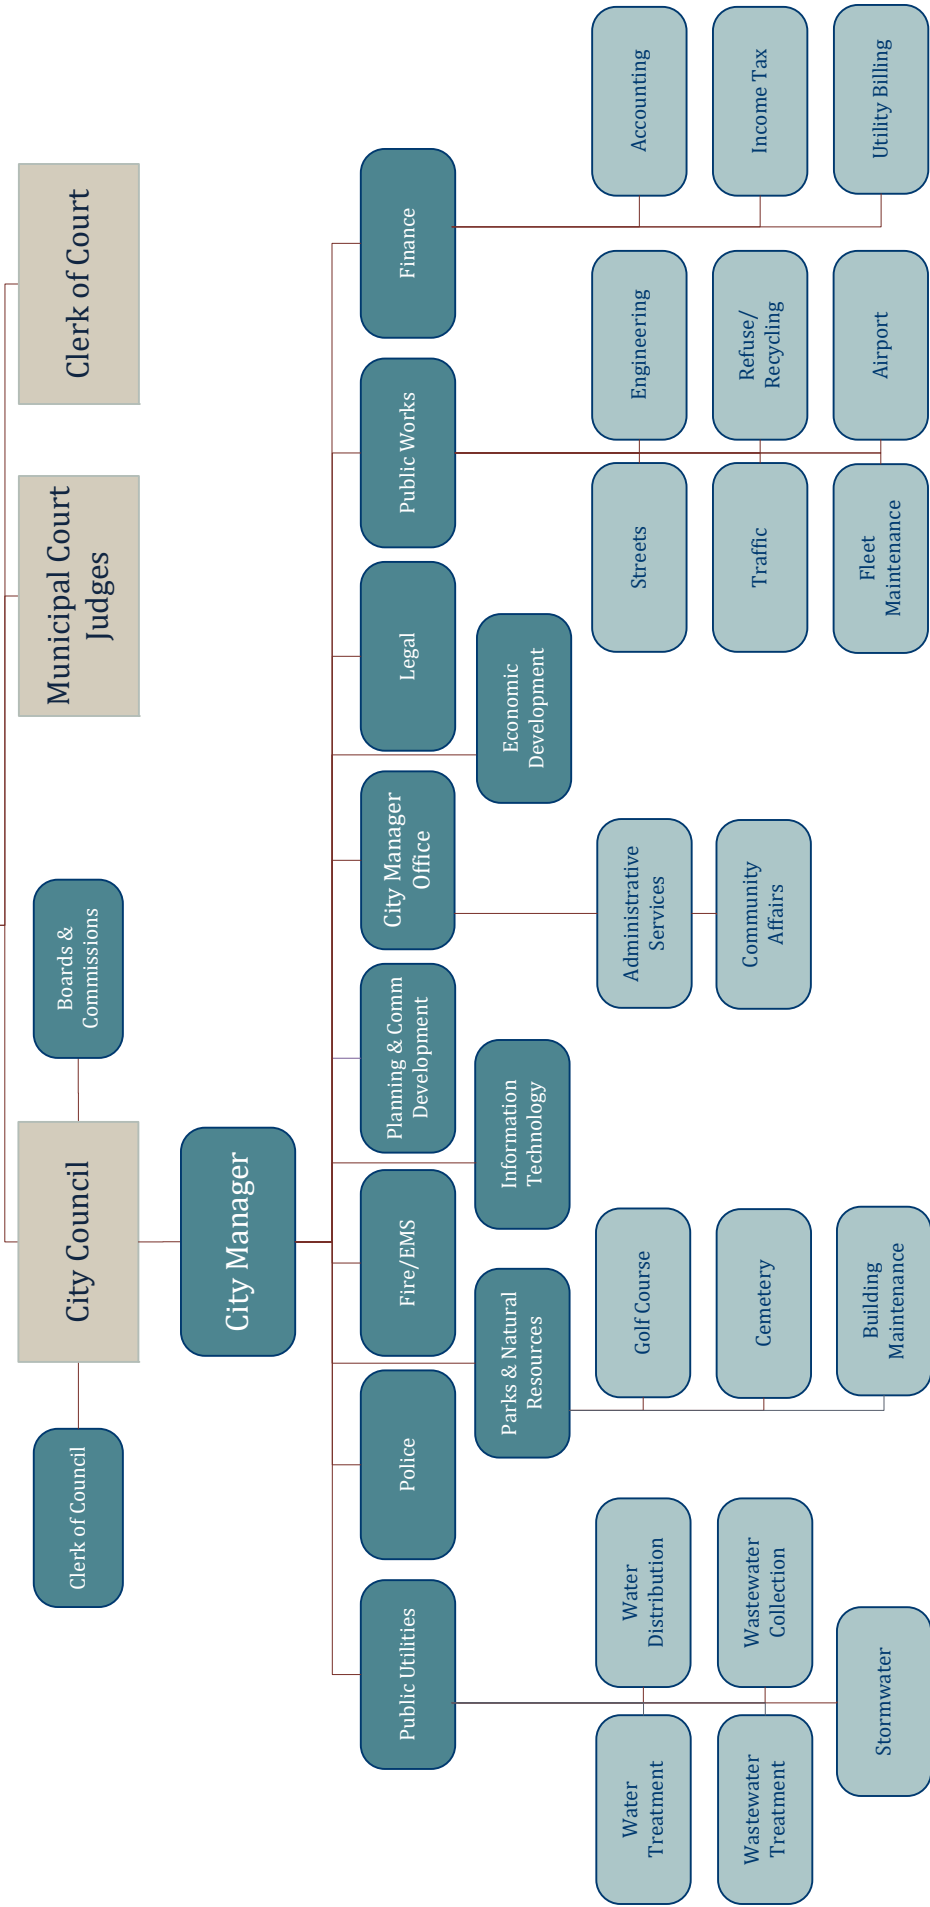 Clerk of Council
City Council
Boards &
Commissions
Municipal Court
Judges
Clerk of Court
City Manager
Public Utilities
Police
Fire/EMS
Planning & Comm
Development
City Manager
Office
Legal
Public Works
Finance
Parks & Natural
Resources
Information
Technology
Economic
Development
Water
Treatment
Water
Distribution
Golf Course
Administrative
Services
Streets
Engineering
Accounting
Wastewater
Treatment
Wastewater
Collection
Cemetery
Community
Affairs
Traffic
Refuse/
Recycling
Income Tax
Stormwater
Building
Maintenance
Fleet
Maintenance
Airport
Utility Billing